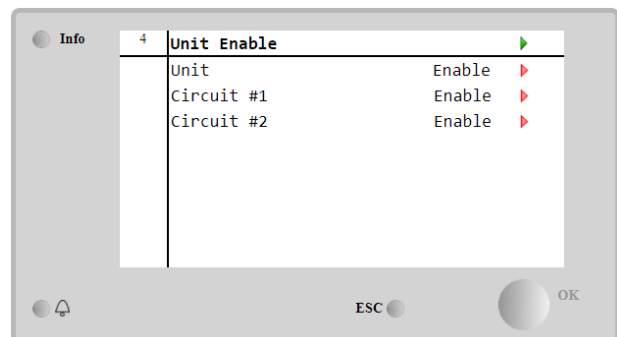 Info
4 Unit Enable
Unit Enable
Circuit #1 Enable
Circuit #2 Enable
ESC
OK